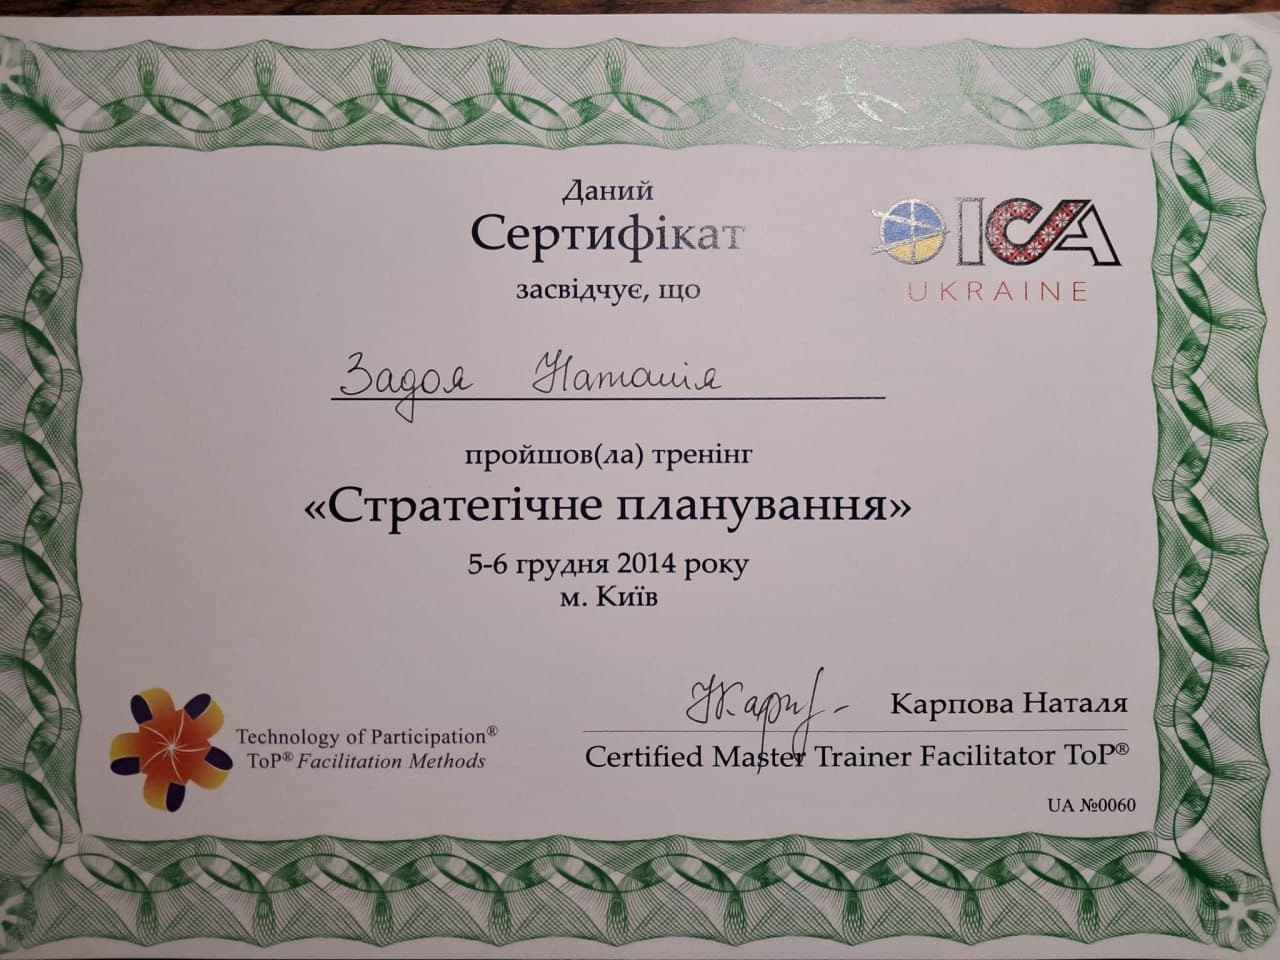 Даний
Сертифікат
засвідчує, що
ICA
UKRAINE
Задоя Наталія
пройшов(ла) тренінг
«Стратегічне планування»
5-6 грудня 2014 року
м. Київ
Карпова Наталя
Technology of Participation®
ToP® Facilitation Methods
Certified Master Trainer Facilitator ToP®
UA №0060